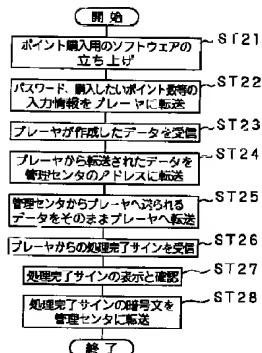 開 始
ポイント購入用のソフトウェアの
立ち上げ
ST21
パスワード、購入したいポイント数等の
入力情報をプレーヤに転送
ST22
プレーヤが作成したデータを受信
ST23
プレーヤから転送されたデータを
管理センタのアドレスに転送
ST24
管理センタからプレーヤへ送られる
データをそのままプレーヤへ転送
ST25
プレーヤからの処理完了サインを受信
ST26
処理完了サインの表示と確認
ST27
処理完了サインの暗号文を
管理センタに転送
ST28
終 了